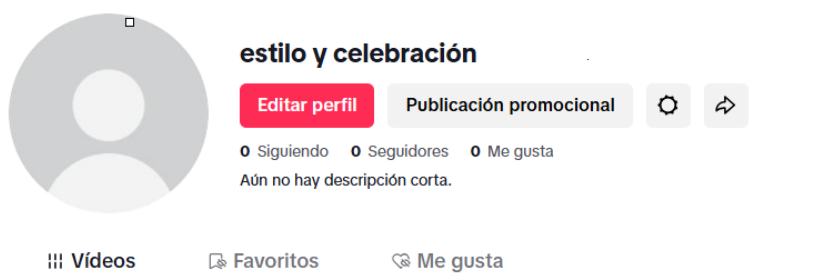 estilo y celebración
Editar perfil Publicación promocional
0 Siguiendo 0 Seguidores 0 Me gusta
Aún no hay descripción corta.
Vídeos Favoritos Me gusta